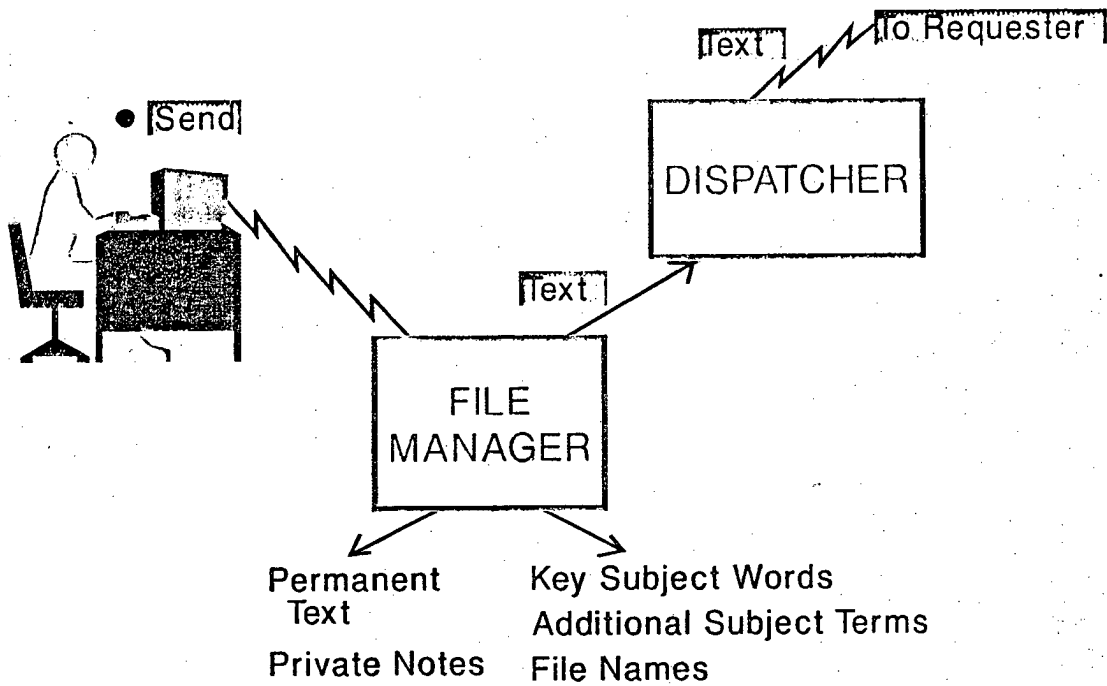 Text
To Requester
• Send
DISPATCHER
Text
FILE
MANAGER
Permanent
Text
Private Notes
Key Subject Words
Additional Subject Terms
File Names